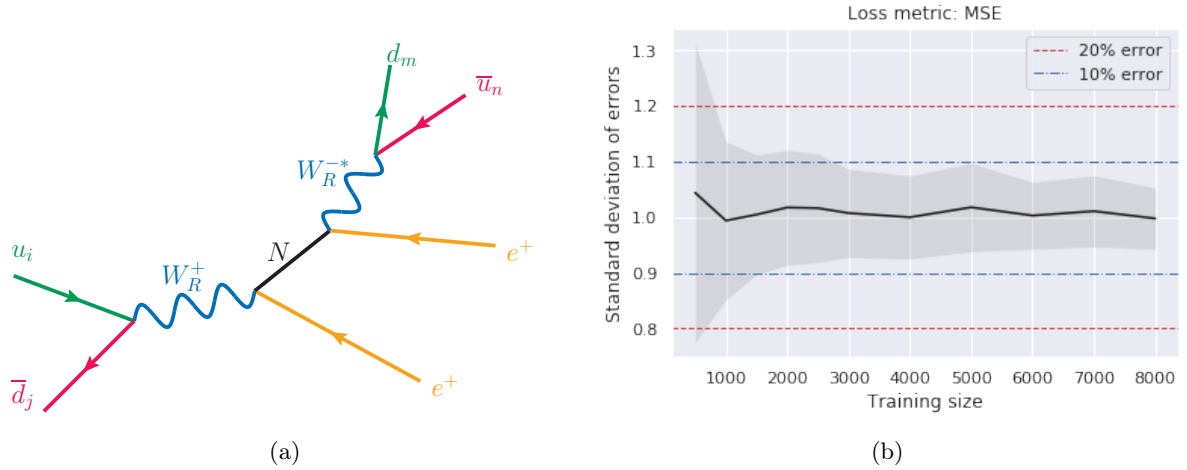 d_m
\overline{u}_n
W_R^{-*}
N
e^+
u_i
W_R^+
\overline{d}_j
e^+
(a)
Loss metric: MSE
20% error
10% error
Standard deviation of errors
1.3
1.2
1.1
1.0
0.9
0.8
1000 2000 3000 4000 5000 6000 7000 8000
Training size
(b)